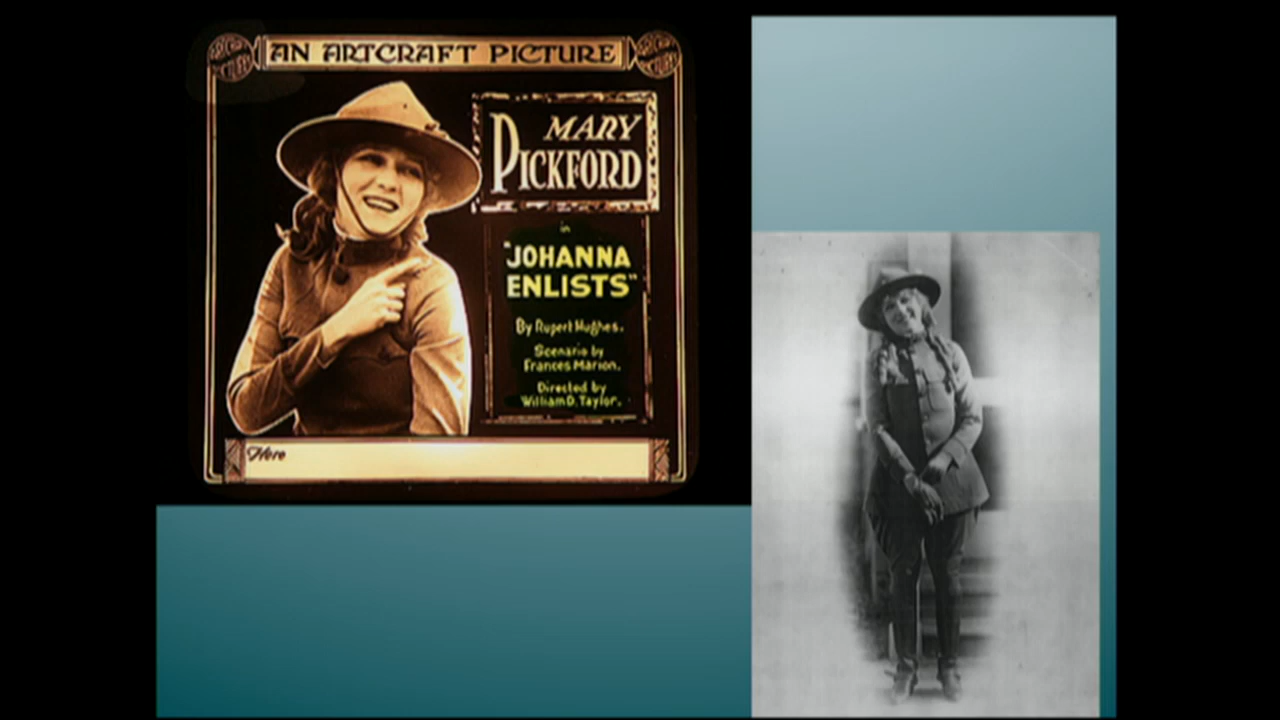 AN ARTCRAFT PICTURE
MARY
PICKFORD
in
"JOHANNA
ENLISTS"
By Rupert Hughes.
Scenario by
Frances Marion.
Directed by
William D. Taylor.
Here